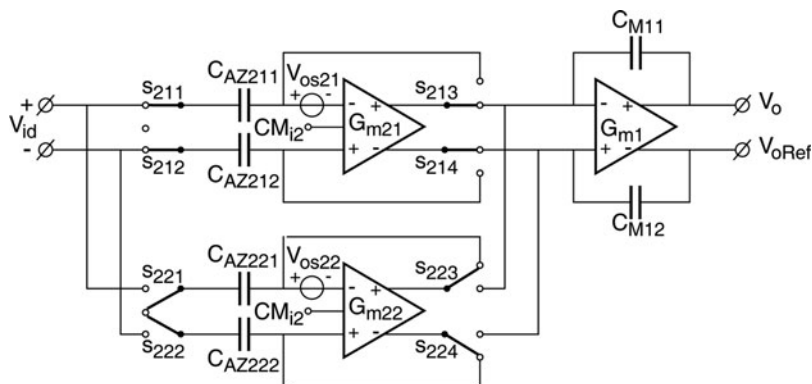 C_M11
s_211
C_AZ211
V_os21
s_213
+
+ -
- +
- +
V_o
V_id
CM_i2
G_m21
G_m1
-
+ -
+ -
V_oRef
s_212
C_AZ212
s_214
C_M12
s_221
C_AZ221
V_os22
s_223
+ -
- +
CM_i2
G_m22
+ -
s_222
C_AZ222
s_224